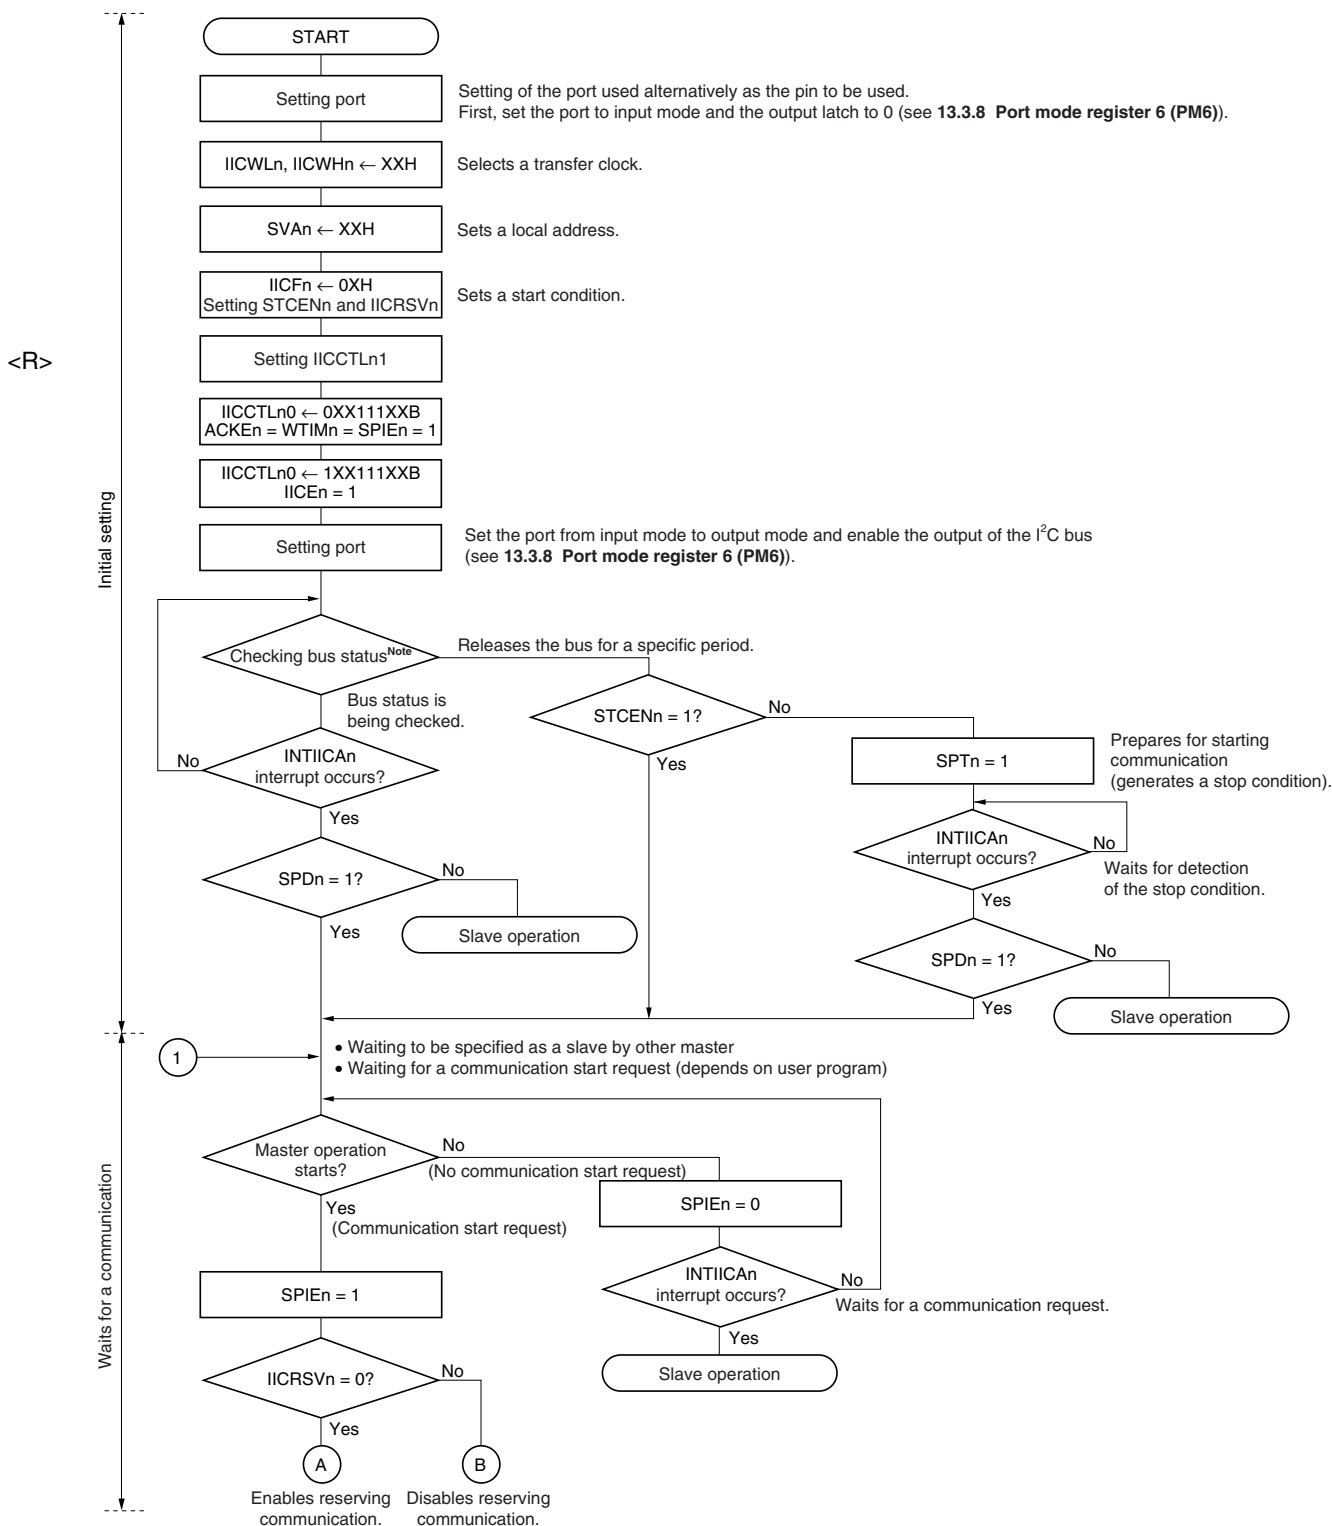 START
Setting port
Setting of the port used alternatively as the pin to be used.
First, set the port to input mode and the output latch to 0 (see 13.3.8 Port mode register 6 (PM6)).
IICWLn, IICWHn ← XXH
Selects a transfer clock.
SVAn ← XXH
Sets a local address.
IICFn ← 0XH
Setting STCENn and IICRSVn
Sets a start condition.
<R>
Setting IICCTLn1
IICCTLn0 ← 0XX111XXB
ACKEn = WTIMn = SPIEn = 1
IICCTLn0 ← 1XX111XXB
IICEn = 1
Initial setting
Setting port
Set the port from input mode to output mode and enable the output of the I²C bus
(see 13.3.8 Port mode register 6 (PM6)).
Checking bus statusNote
Releases the bus for a specific period.
Bus status is
being checked.
STCENn = 1?
No
Yes
SPTn = 1
Prepares for starting
communication
(generates a stop condition).
INTIICAn
interrupt occurs?
No
Yes
INTIICAn
interrupt occurs?
No
Waits for detection
of the stop condition.
Yes
SPDn = 1?
No
Slave operation
Yes
SPDn = 1?
No
Slave operation
Yes
1
• Waiting to be specified as a slave by other master
• Waiting for a communication start request (depends on user program)
Waits for a communication
Master operation
starts?
No
(No communication start request)
Yes
(Communication start request)
SPIEn = 0
INTIICAn
interrupt occurs?
No
Waits for a communication request.
Yes
Slave operation
SPIEn = 1
IICRSVn = 0?
No
Yes
A
B
Enables reserving
communication.
Disables reserving
communication.